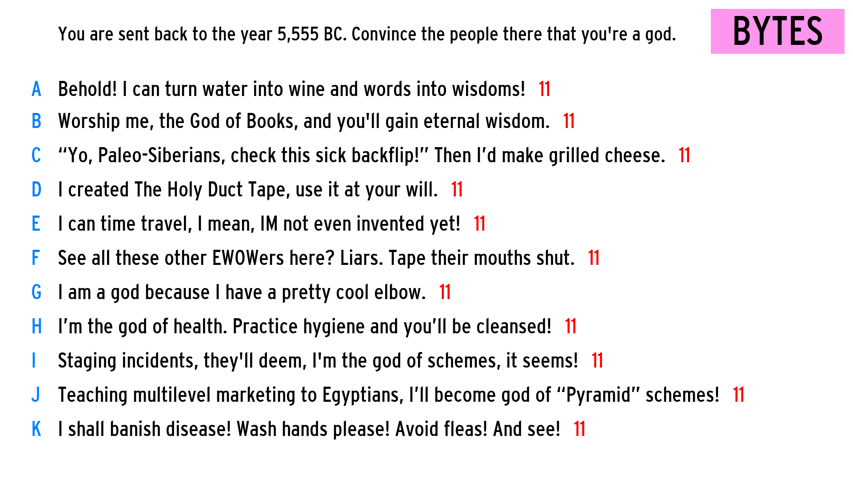 You are sent back to the year 5,555 BC. Convince the people there that you're a god. BYTES
A Behold! I can turn water into wine and words into wisdoms! 11
B Worship me, the God of Books, and you'll gain eternal wisdom. 11
C “Yo, Paleo-Siberians, check this sick backflip!” Then I’d make grilled cheese. 11
D I created The Holy Duct Tape, use it at your will. 11
E I can time travel, I mean, IM not even invented yet! 11
F See all these other EWOWers here? Liars. Tape their mouths shut. 11
G I am a god because I have a pretty cool elbow. 11
H I’m the god of health. Practice hygiene and you’ll be cleansed! 11
I Staging incidents, they'll deem, I'm the god of schemes, it seems! 11
J Teaching multilevel marketing to Egyptians, I’ll become god of “Pyramid” schemes! 11
K I shall banish disease! Wash hands please! Avoid fleas! And see! 11